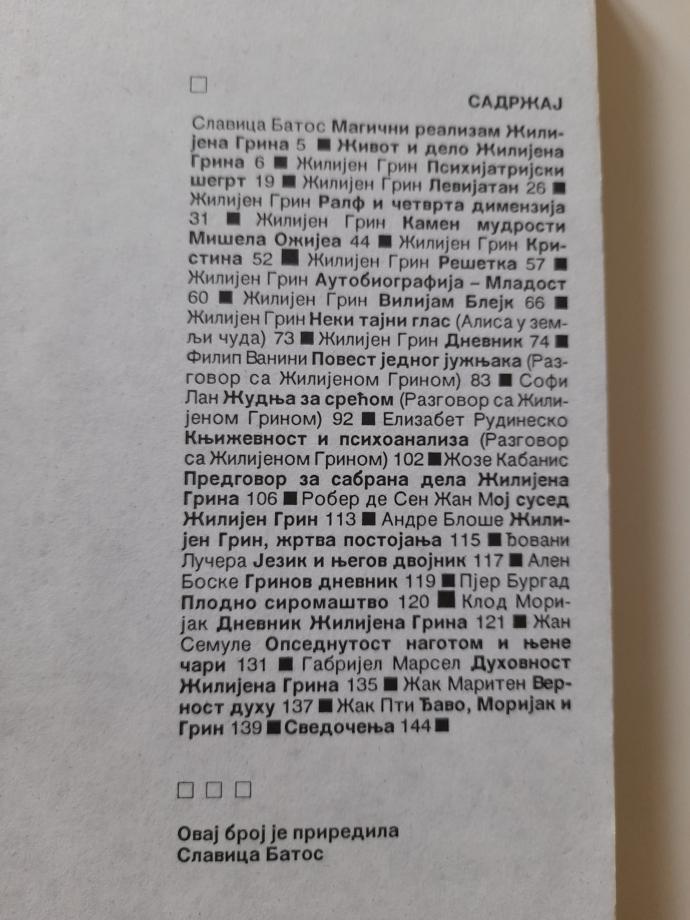 САДРЖАЈ
Славица Батос Магични реализам Жили-
јена Грина 5 ■ Живот и дело Жилијена
Грина 6 ■ Жилијен Грин Психијатријски
шегрт 19 ■ Жилијен Грин Левијатан 26 ■
Жилијен Грин Ралф и четврта димензија
31 ■ Жилијен Грин Камен мудрости
Мишела Ожијеа 44 ■ Жилијен Грин Кри-
стина 52 ■ Жилијен Грин Решетка 57 ■
Жилијен Грин Аутобиографија – Младост
60 ■ Жилијен Грин Вилијам Блејк 66 ■
Жилијен Грин Неки тајни глас (Алиса у зем-
љи чуда) 73 ■ Жилијен Грин Дневник 74 ■
Филип Ванини Повест једног јужњака (Раз-
говор са Жилијеном Грином) 83 ■ Софи
Лан Жудња за срећом (Разговор са Жили-
јеном Грином) 92 ■ Елизабет Рудинеско
Књижевност и психоанализа (Разговор
са Жилијеном Грином) 102 ■ Жозе Кабанис
Предговор за сабрана дела Жилијена
Грина 106 ■ Робер де Сен Жан Мој сусед
Жилијен Грин 113 ■ Андре Блоше Жили-
јен Грин, жртва постојања 115 ■ Ђовани
Лучера Језик и његов двојник 117 ■ Ален
Боске Гринов дневник 119 ■ Пјер Бургад
Плодно сиромаштво 120 ■ Клод Мори-
јак Дневник Жилијена Грина 121 ■ Жан
Семуле Опседнутост наготом и њене
чари 131 ■ Габријел Марсел Духовност
Жилијена Грина 135 ■ Жак Маритен Вер-
ност духу 137 ■ Жак Пти Ђаво, Моријак и
Грин 139 ■ Сведочења 144 ■
Овај број је приредила
Славица Батос